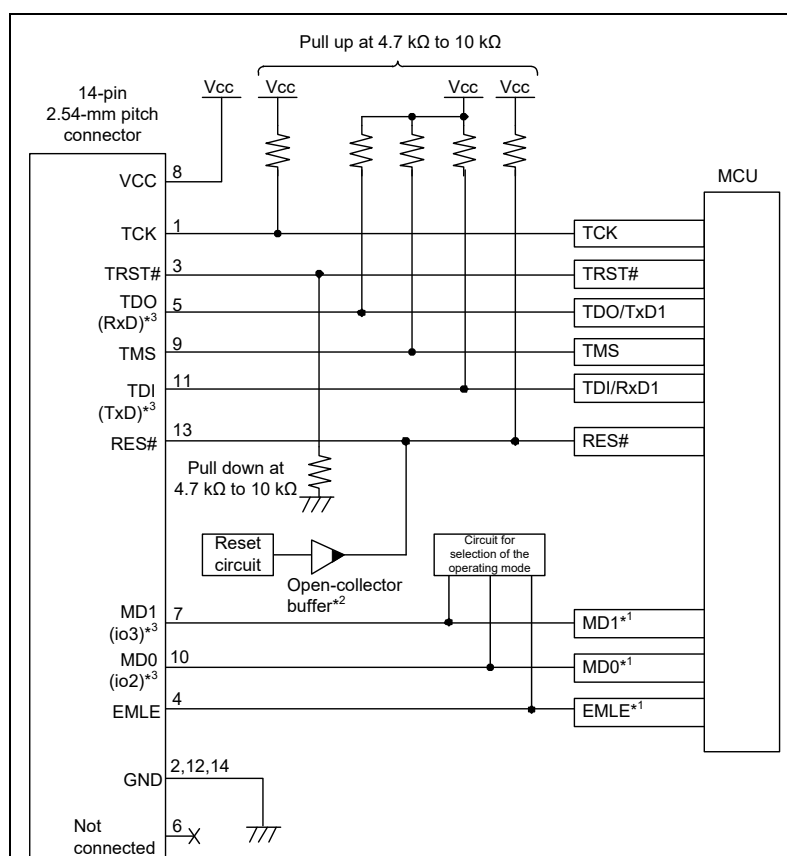 Pull up at 4.7 kΩ to 10 kΩ
14-pin
2.54-mm pitch
connector
Vcc
Vcc
Vcc
Vcc
MCU
VCC
8
TCK
1
TCK
TRST#
3
TRST#
TDO
(RxD)*3
5
TDO/TxD1
TMS
9
TMS
TDI
(TxD)*3
11
TDI/RxD1
RES#
13
RES#
Pull down at
4.7 kΩ to 10 kΩ
Reset
circuit
Open-collector
buffer*2
Circuit for
selection of the
operating mode
MD1
(io3)*3
7
MD1*1
MD0
(io2)*3
10
MD0*1
EMLE
4
EMLE*1
GND
2,12,14
Not
connected
6